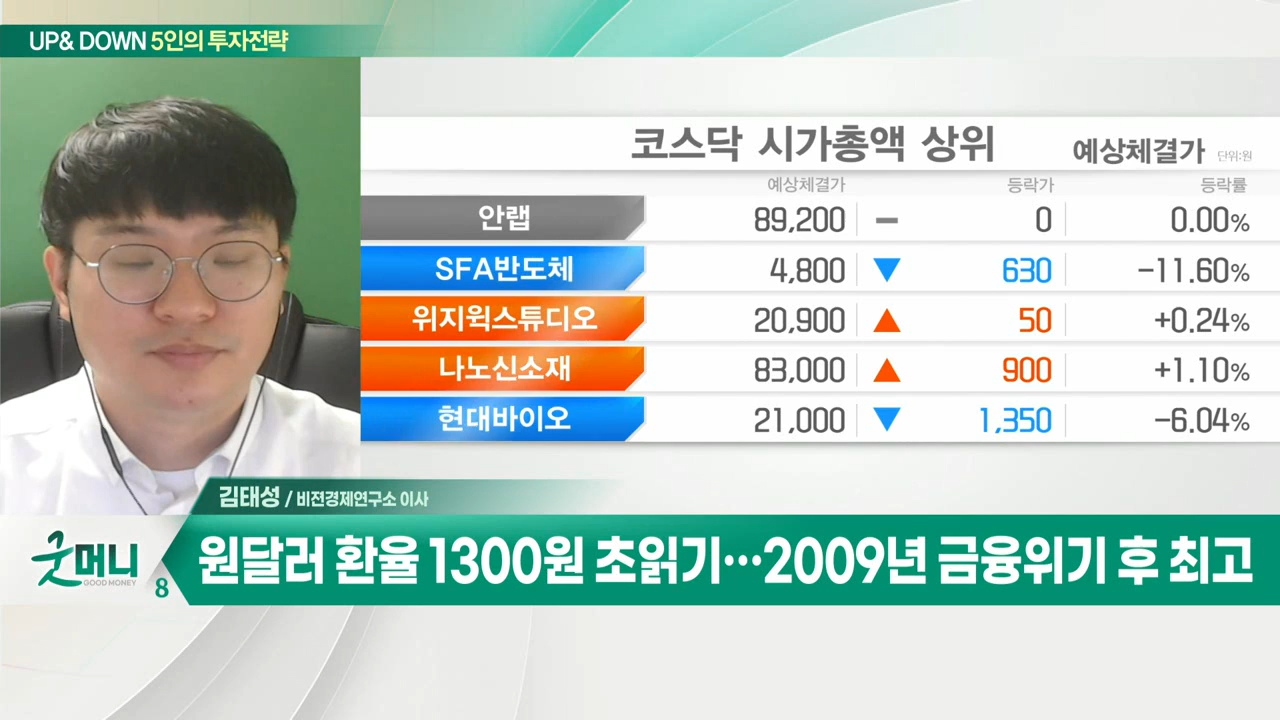 UP& DOWN 5인의 투자전략
코스닥 시가총액 상위 예상체결가 단위:원
예상체결가 등락가 등락률
안랩 89,200 0 0.00%
SFA반도체 4,800 ▼ 630 -11.60%
위지윅스튜디오 20,900 ▲ 50 +0.24%
나노신소재 83,000 ▲ 900 +1.10%
현대바이오 21,000 ▼ 1,350 -6.04%
김태성 / 비전경제연구소 이사
굿머니
GOOD MONEY
8
원달러 환율 1300원 초읽기…2009년 금융위기 후 최고